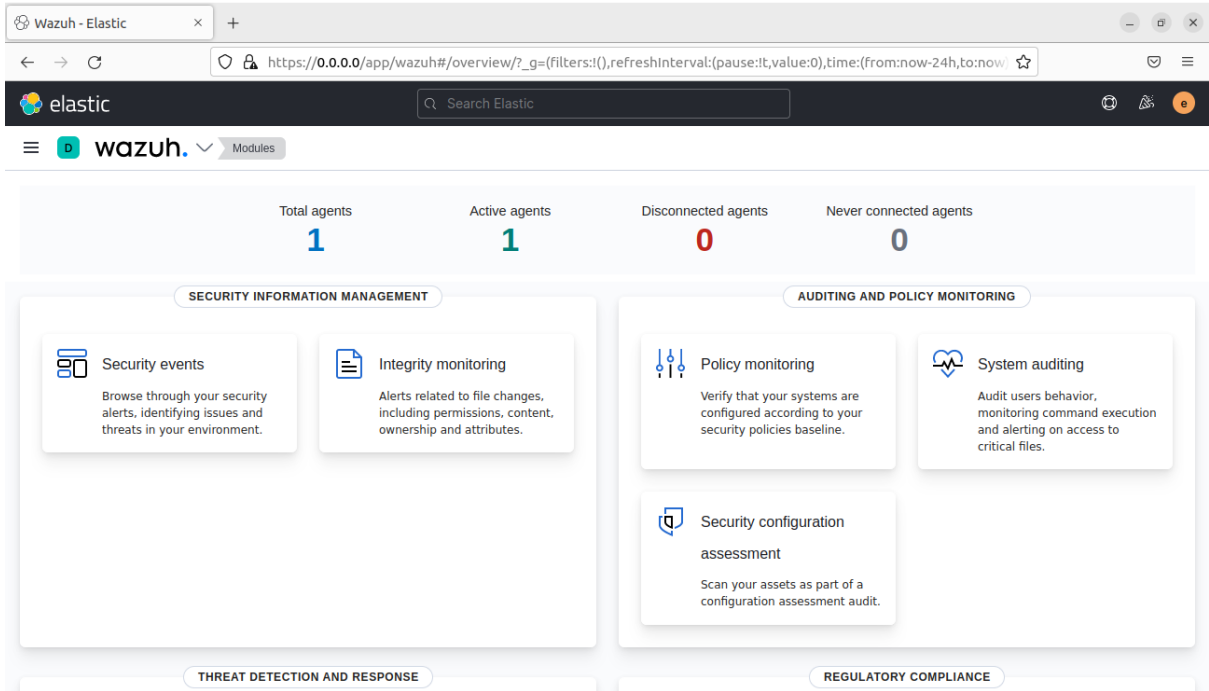 Wazuh - Elastic
https://0.0.0.0/app/wazuh#/overview/?_g=(filters:!(),refreshInterval:(pause:!t,value:0),time:(from:now-24h,to:now
elastic
Search Elastic
e
D
wazuh.
Modules
Total agents
1
Active agents
1
Disconnected agents
0
Never connected agents
0
SECURITY INFORMATION MANAGEMENT
Security events
Browse through your security
alerts, identifying issues and
threats in your environment.
Integrity monitoring
Alerts related to file changes,
including permissions, content,
ownership and attributes.
AUDITING AND POLICY MONITORING
Policy monitoring
Verify that your systems are
configured according to your
security policies baseline.
System auditing
Audit users behavior,
monitoring command execution
and alerting on access to
critical files.
Security configuration
assessment
Scan your assets as part of a
configuration assessment audit.
THREAT DETECTION AND RESPONSE
REGULATORY COMPLIANCE